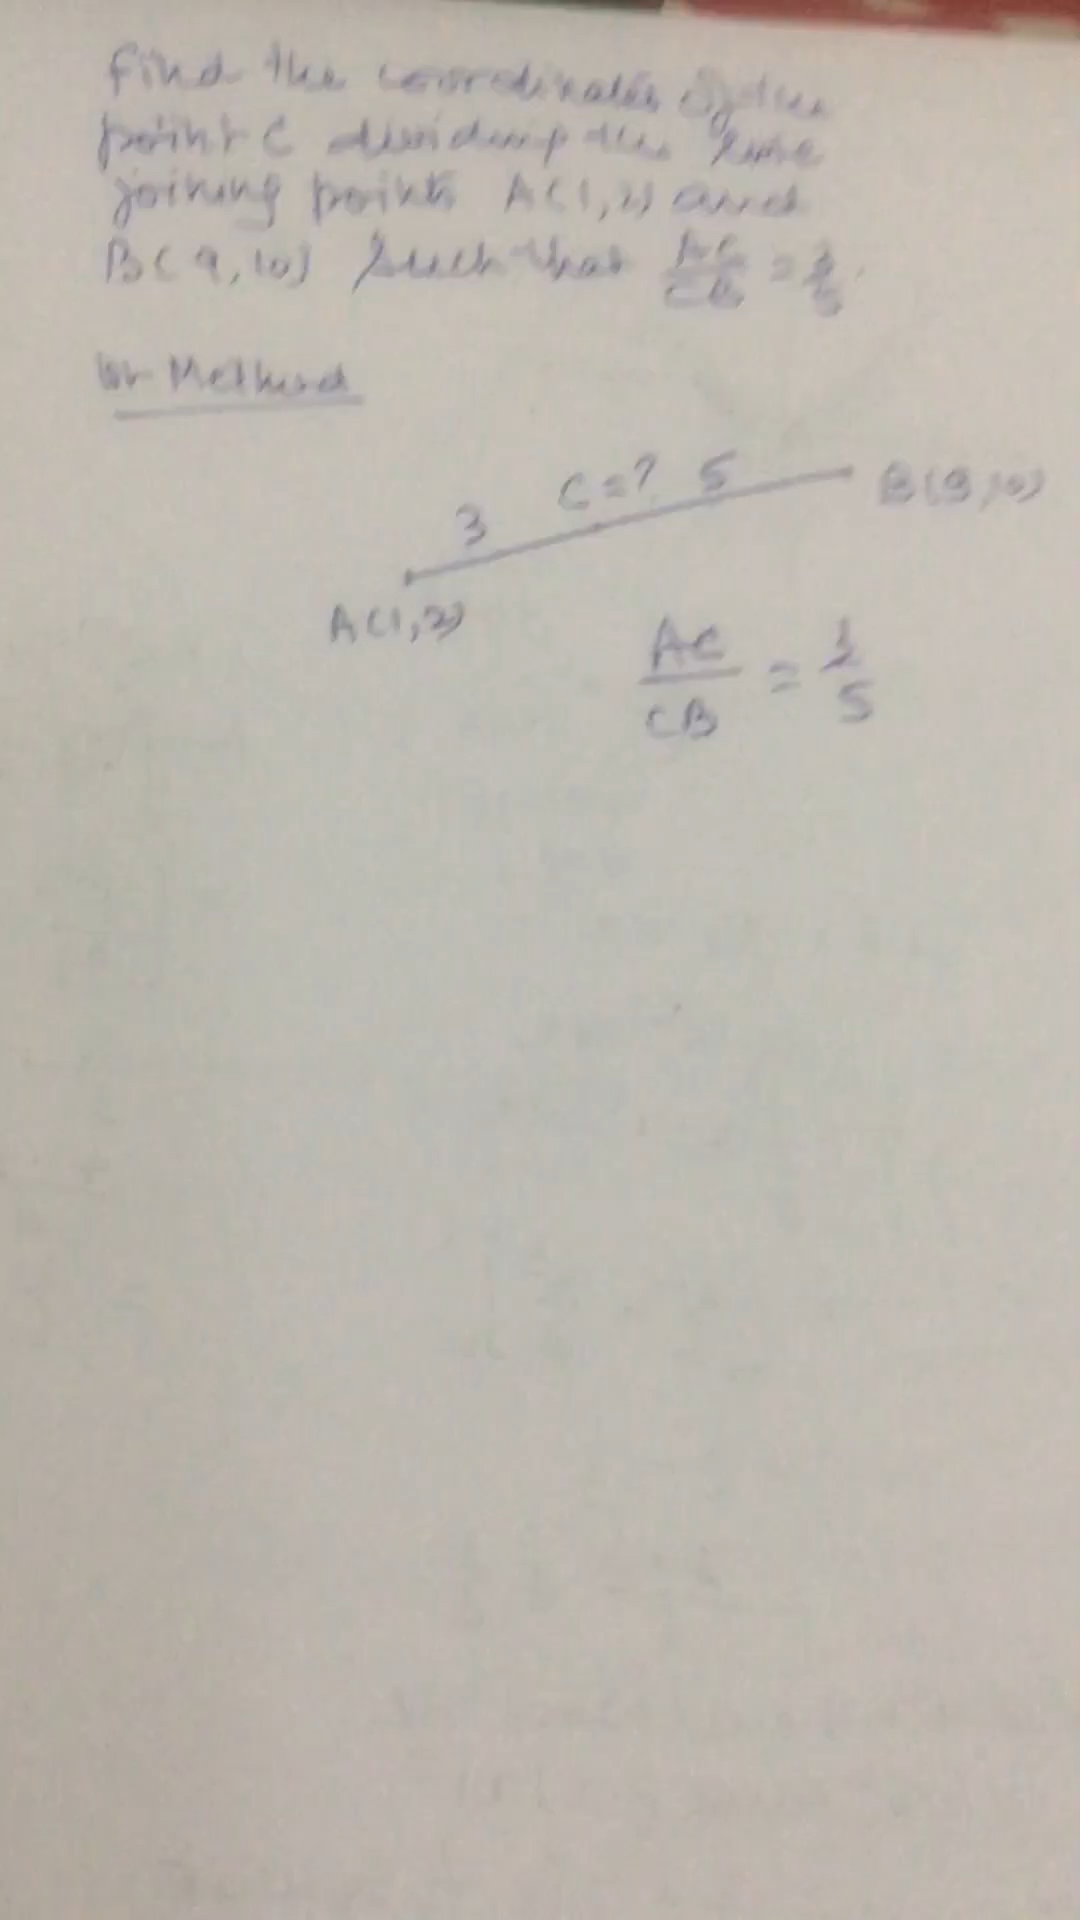 Find the coordinates of the
point C dividing the line
joining points A(1,2) and
B(9,10) such that AC/CB = 3/5.
Ist Method
C=? 5 B(9,10)
3
A(1,2)
AC/CB = 3/5